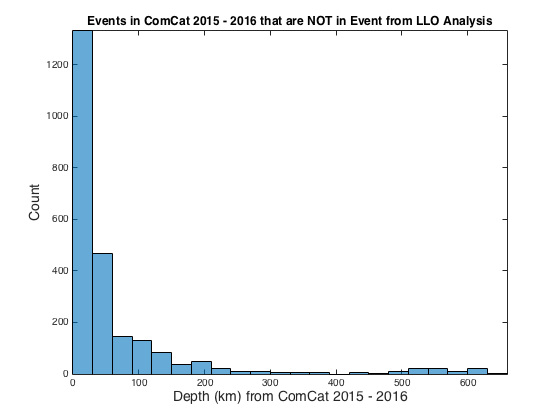 Events in ComCat 2015 - 2016 that are NOT in Event from LLO Analysis
1200
1000
800
600
400
200
0
Count
0 100 200 300 400 500 600
Depth (km) from ComCat 2015 - 2016